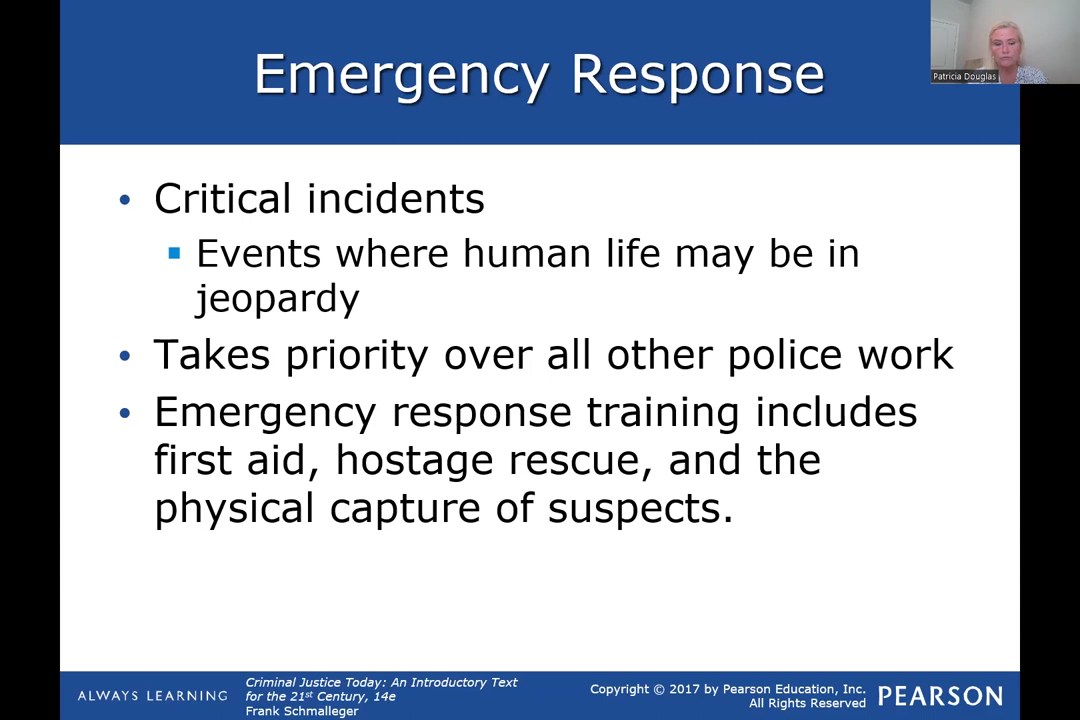 Emergency Response
Patricia Douglas
• Critical incidents
▪ Events where human life may be in
jeopardy
• Takes priority over all other police work
• Emergency response training includes
first aid, hostage rescue, and the
physical capture of suspects.
ALWAYS LEARNING
Criminal Justice Today: An Introductory Text
for the 21st Century, 14e
Frank Schmalleger
Copyright © 2017 by Pearson Education, Inc.
All Rights Reserved
PEARSON